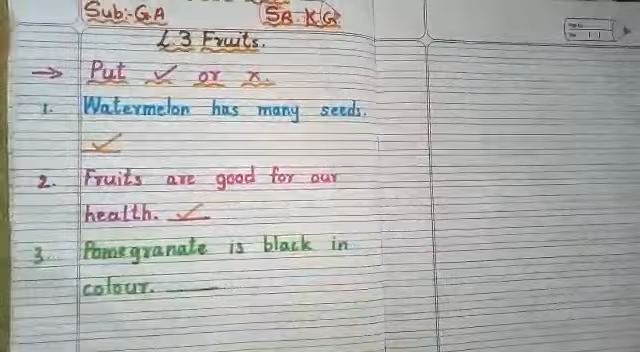 Sub:- G.A
SR. K.G
L.3 Fruits.
→ Put ✓ or x.
1. Watermelon has many seeds.
✓
2. Fruits are good for our
health. ✓
3. Pomegranate is black in
colour. ____